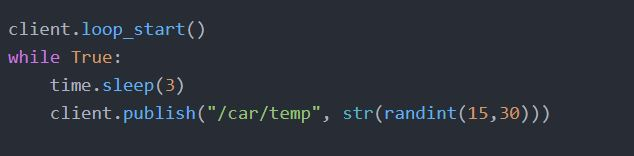 client.loop_start()
while True:
    time.sleep(3)
    client.publish("/car/temp", str(randint(15,30)))